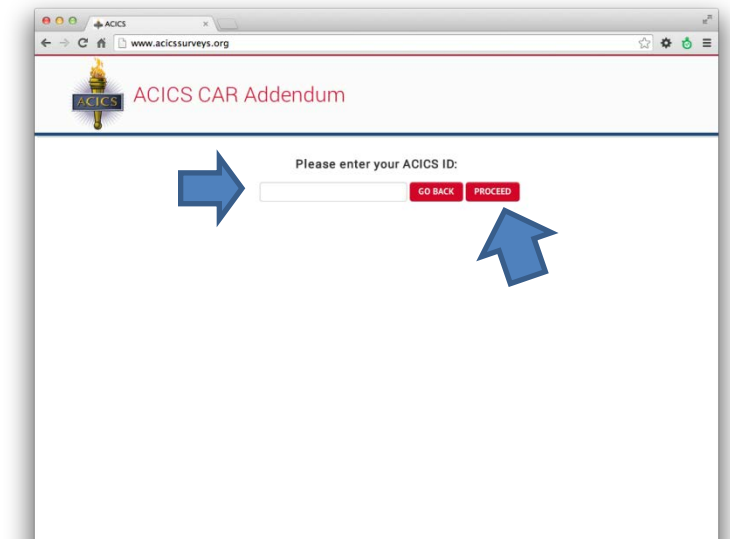 ACICS
www.acicssurveys.org
ACICS
ACICS CAR Addendum
Please enter your ACICS ID:
GO BACK PROCEED